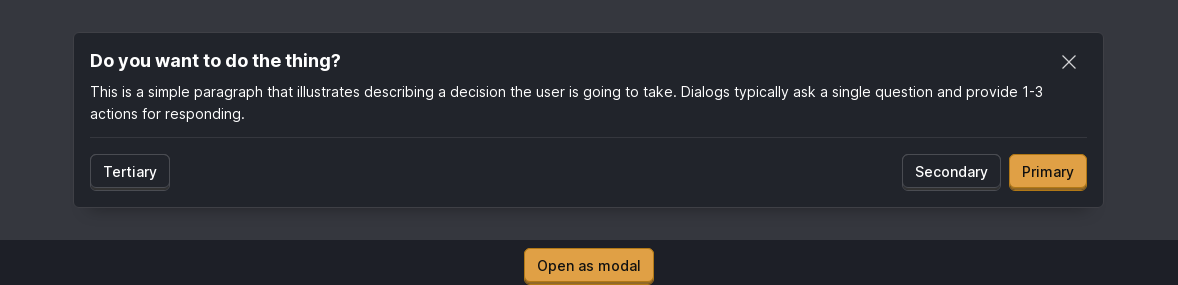 Do you want to do the thing?
This is a simple paragraph that illustrates describing a decision the user is going to take. Dialogs typically ask a single question and provide 1-3
actions for responding.
Tertiary
Secondary
Primary
Open as modal